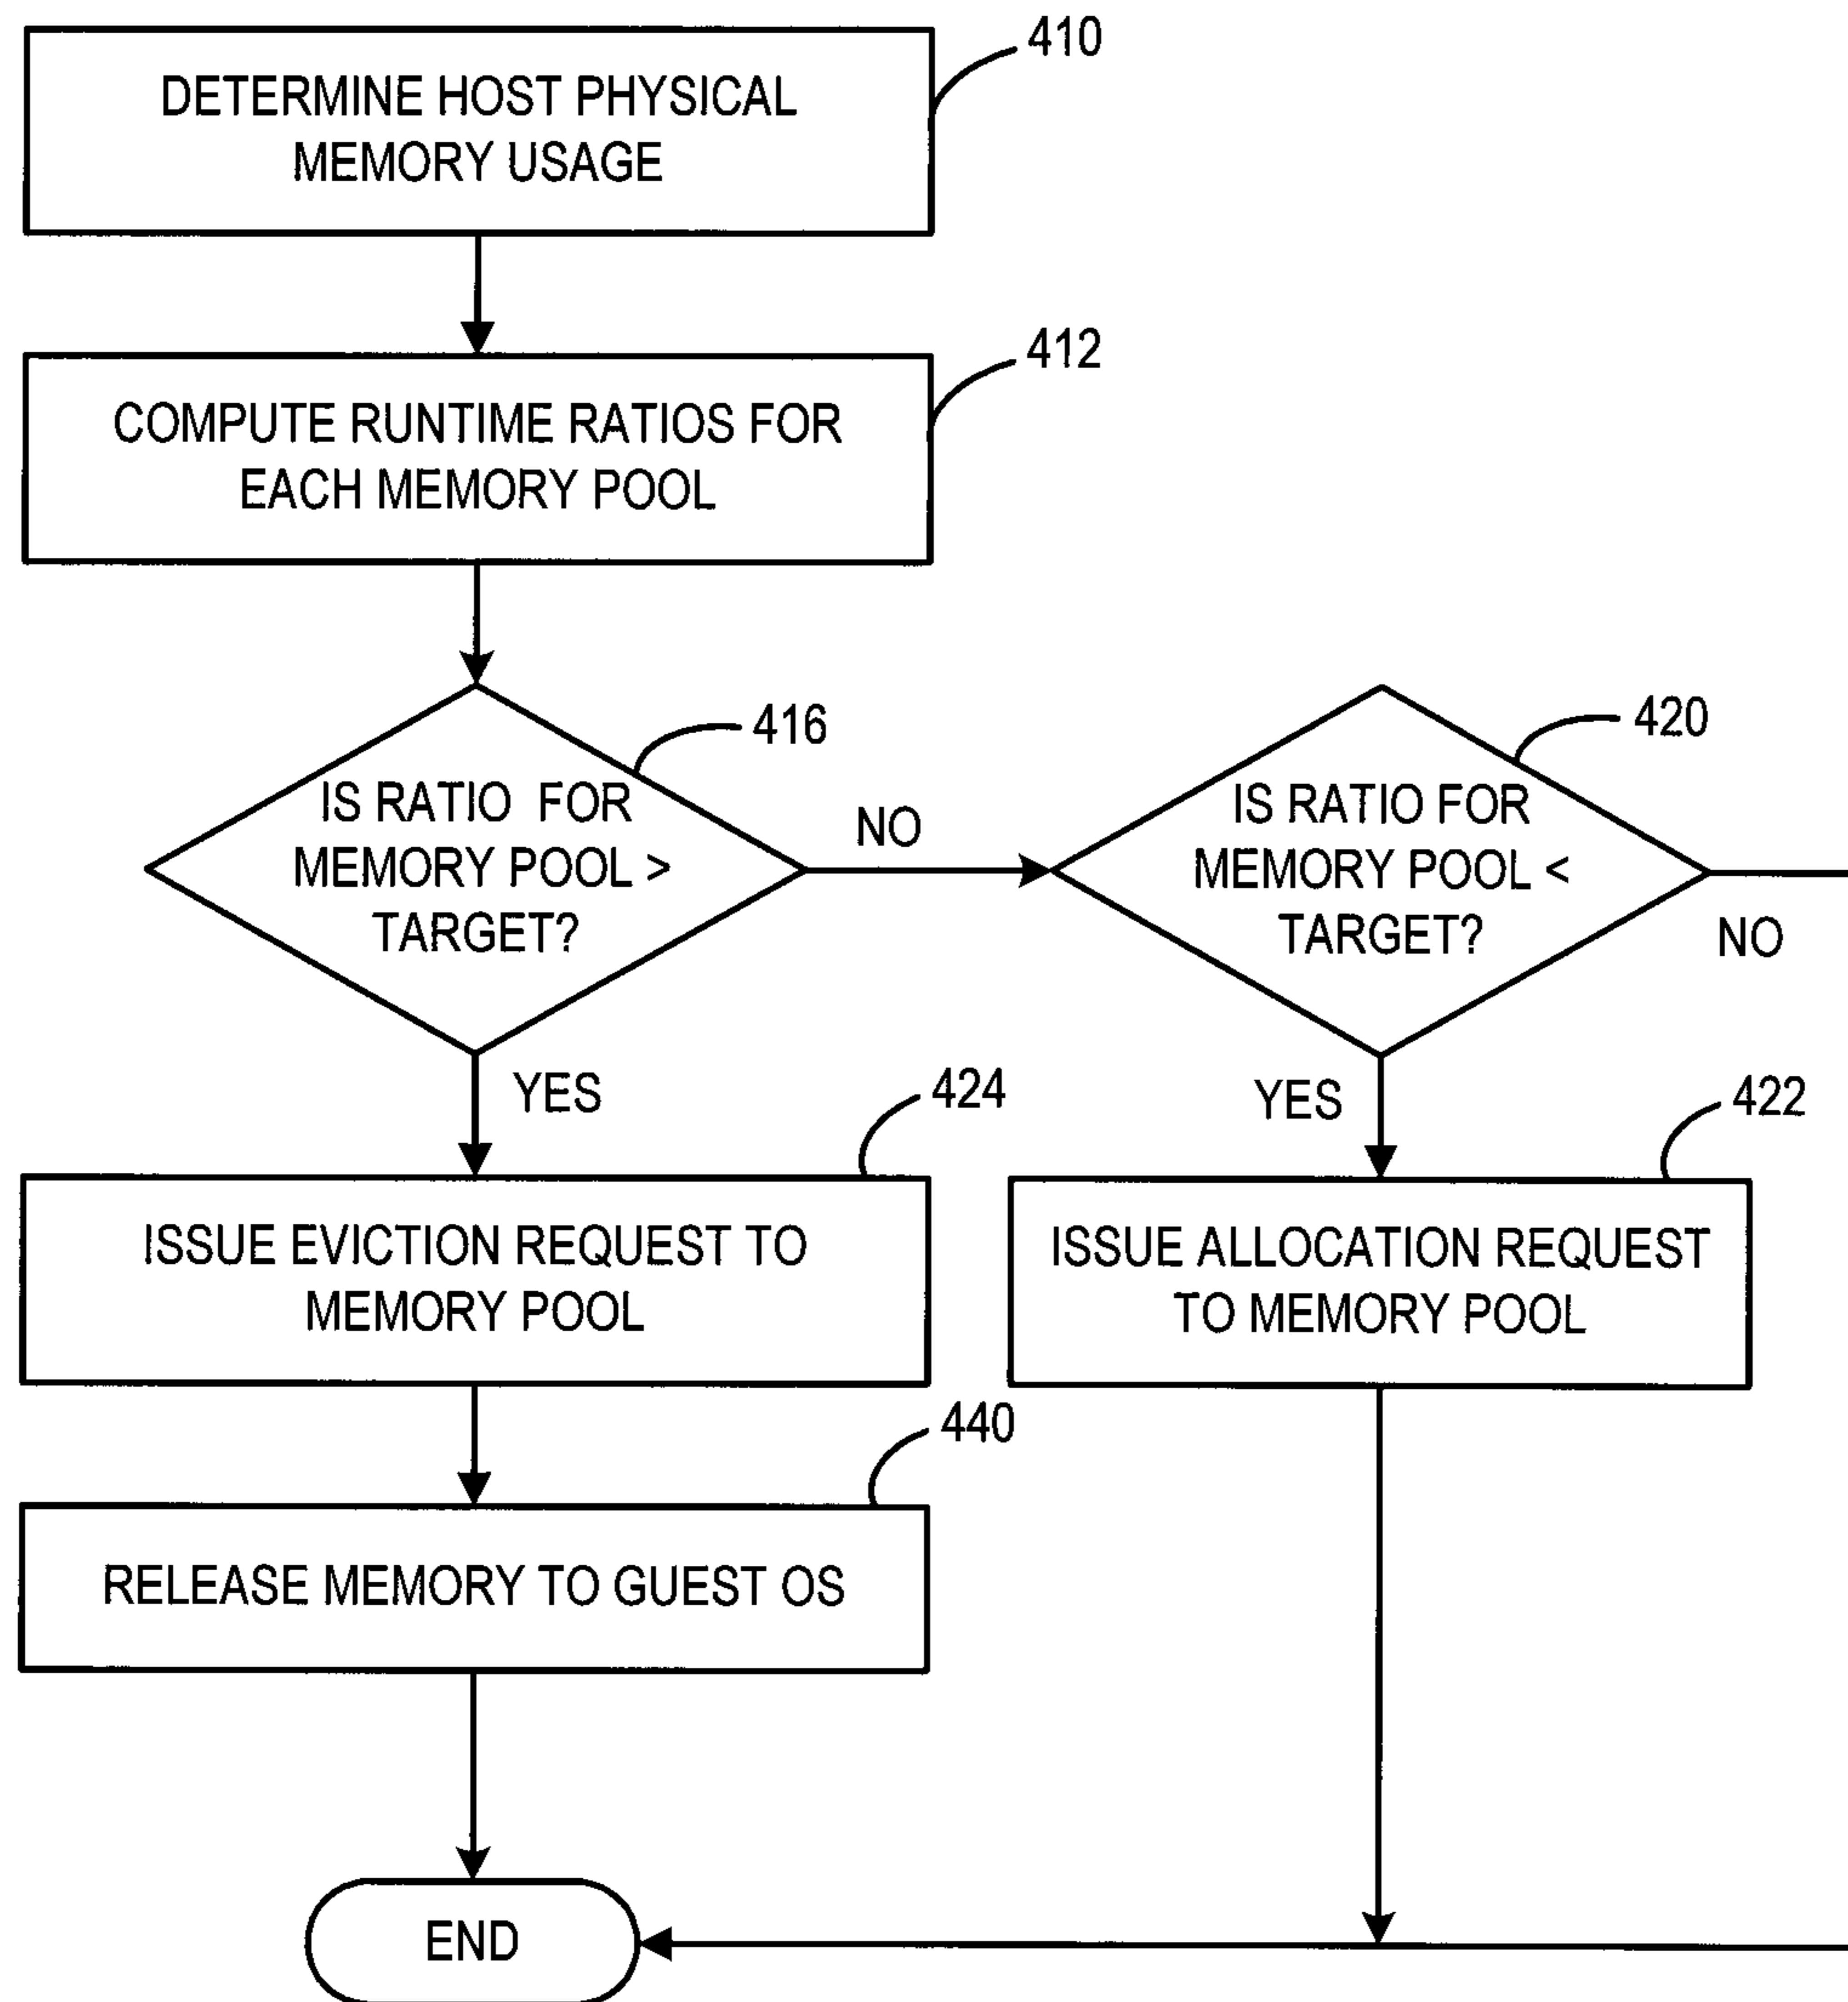 410
DETERMINE HOST PHYSICAL
MEMORY USAGE
412
COMPUTE RUNTIME RATIOS FOR
EACH MEMORY POOL
416
IS RATIO FOR
MEMORY POOL >
TARGET?
NO
420
IS RATIO FOR
MEMORY POOL <
TARGET?
NO
YES
424
ISSUE EVICTION REQUEST TO
MEMORY POOL
YES
422
ISSUE ALLOCATION REQUEST
TO MEMORY POOL
440
RELEASE MEMORY TO GUEST OS
END